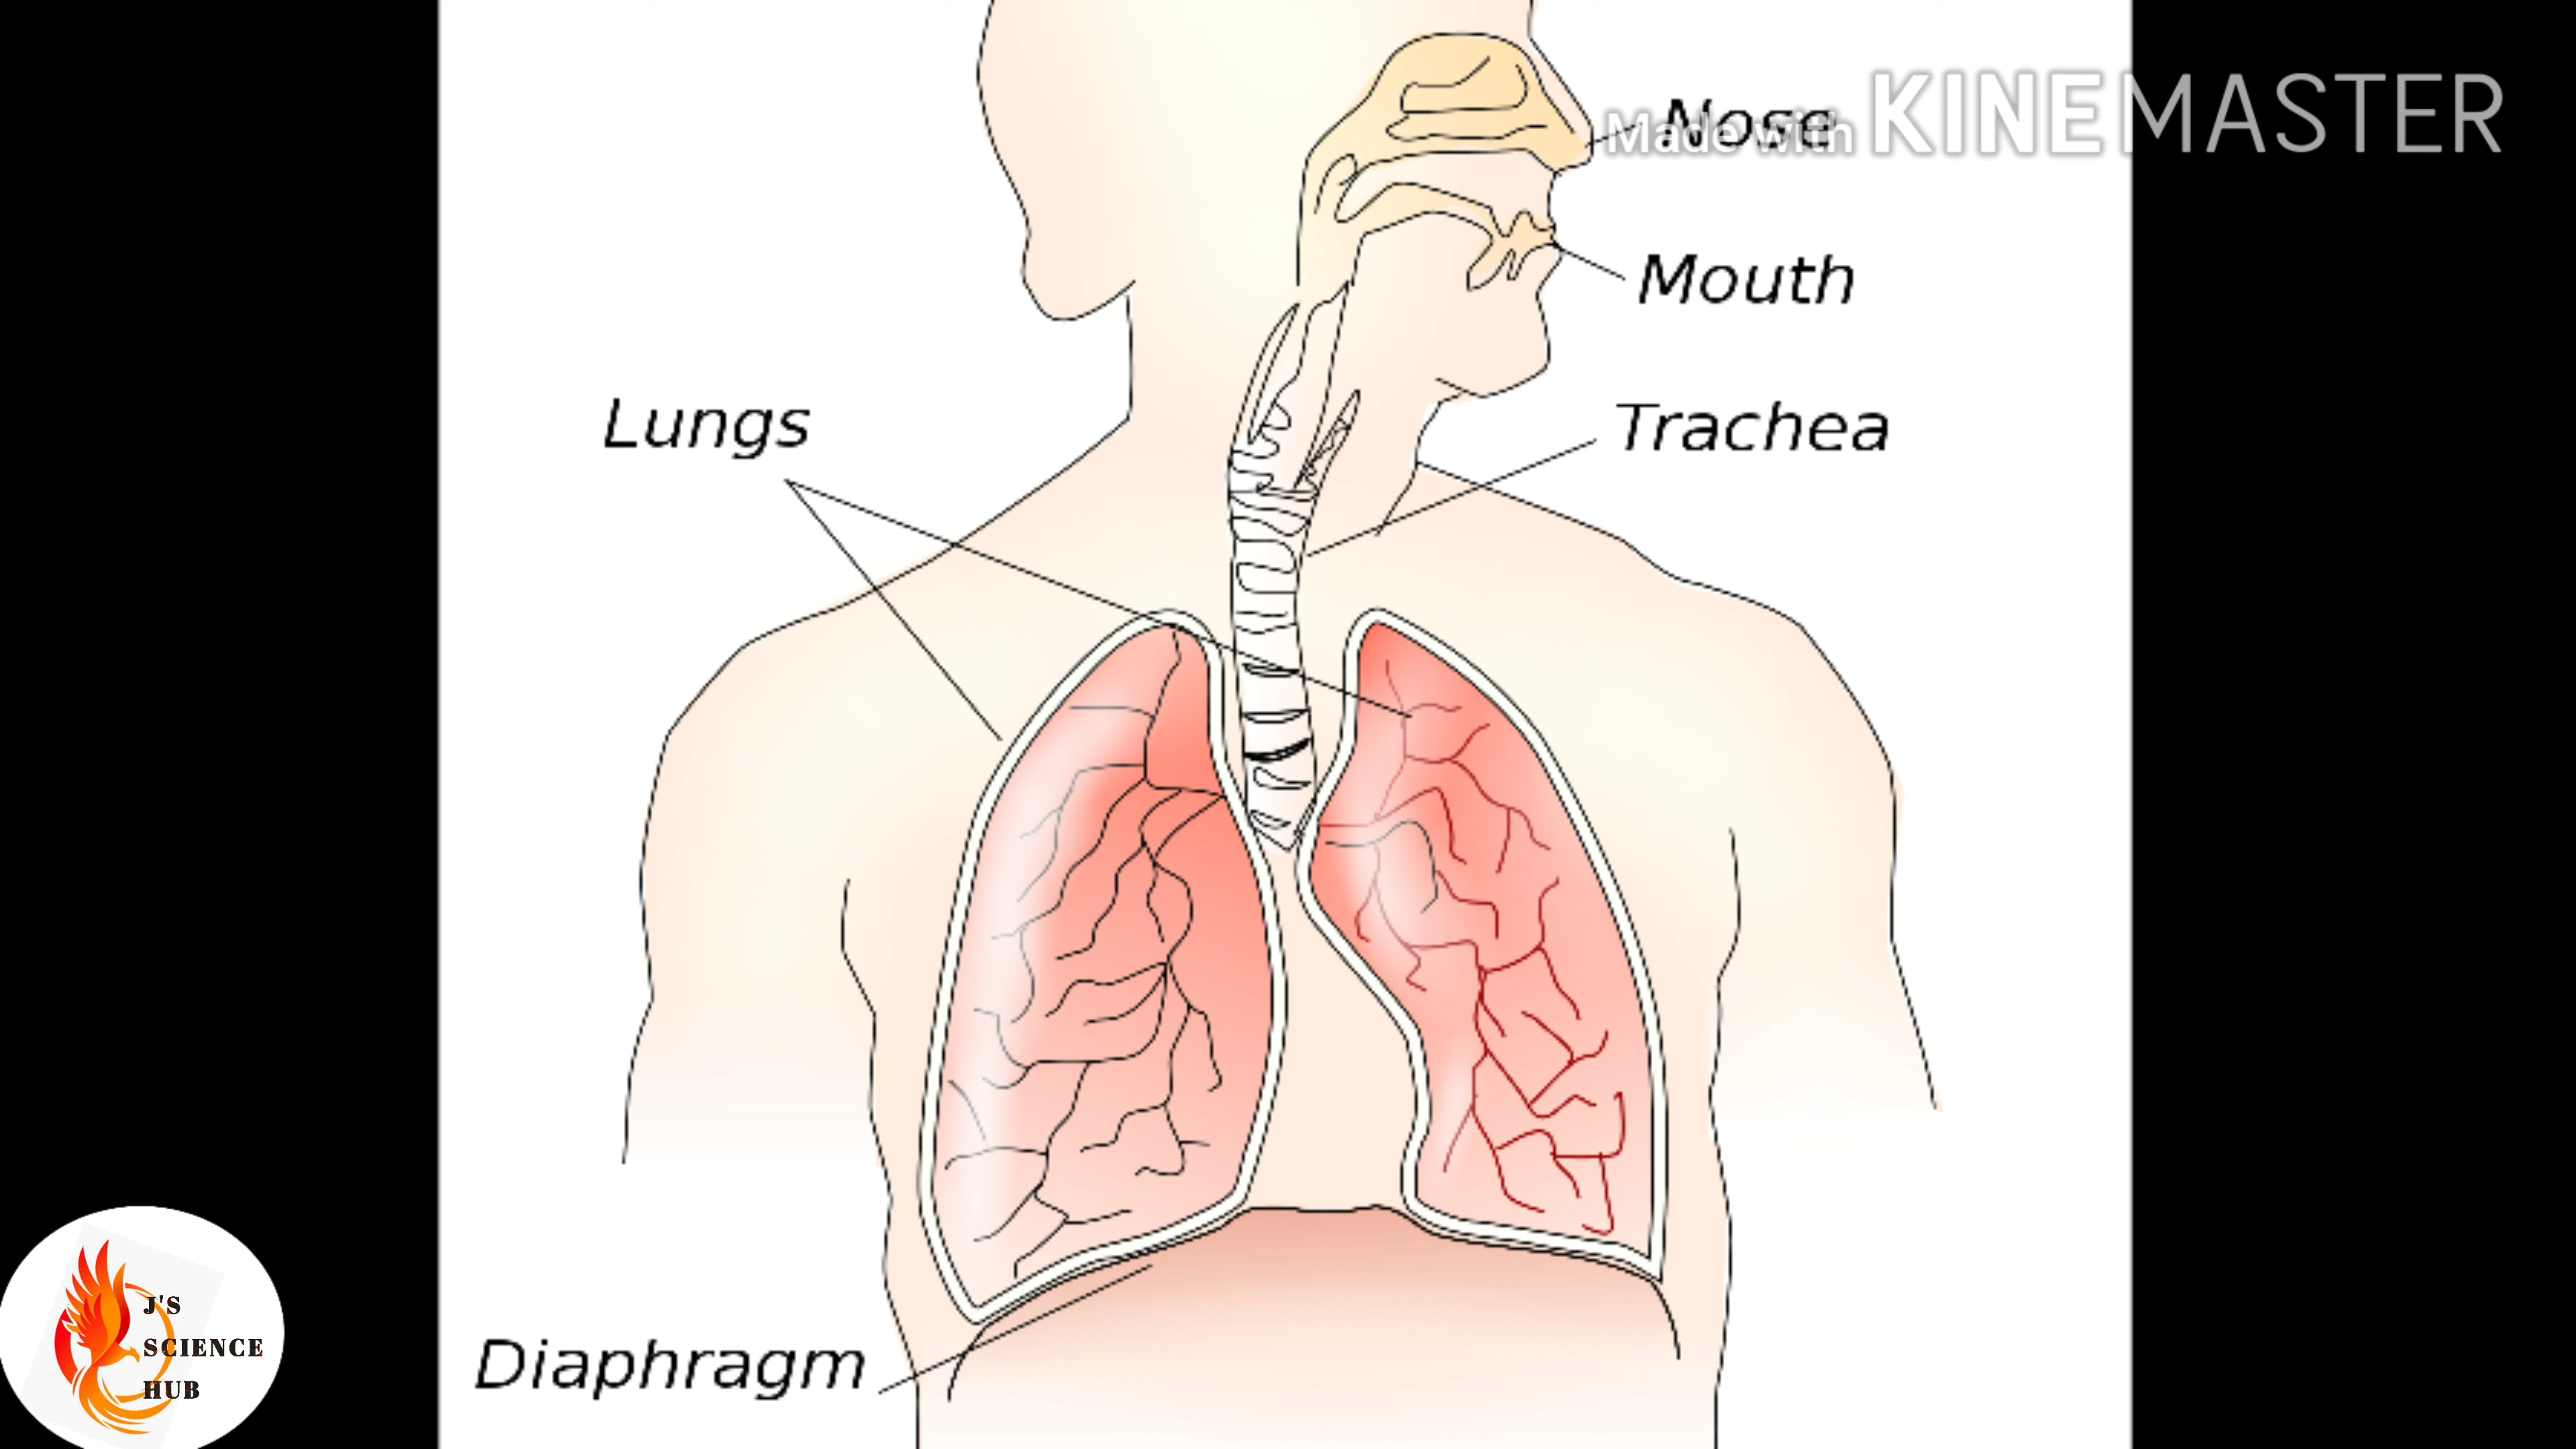 Nose
Made with KINEMASTER
Mouth
Lungs
Trachea
Diaphragm
J'S
SCIENCE
HUB